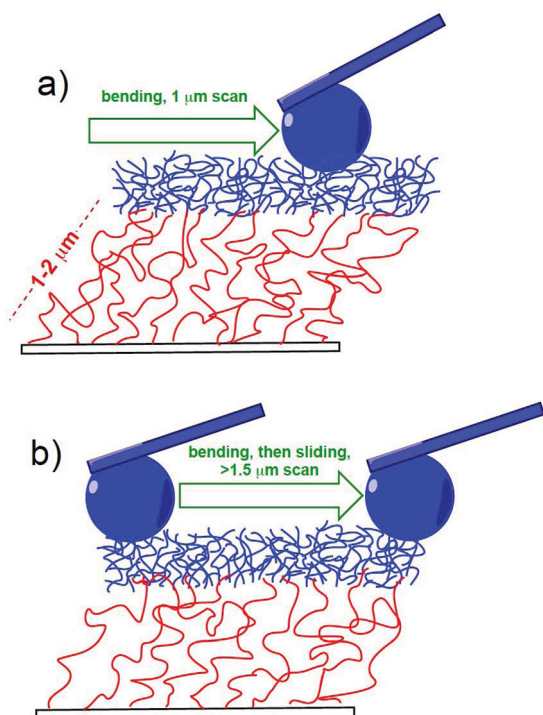 a)
bending, 1 μm scan
1-2 μm
b)
bending, then sliding,
>1.5 μm scan